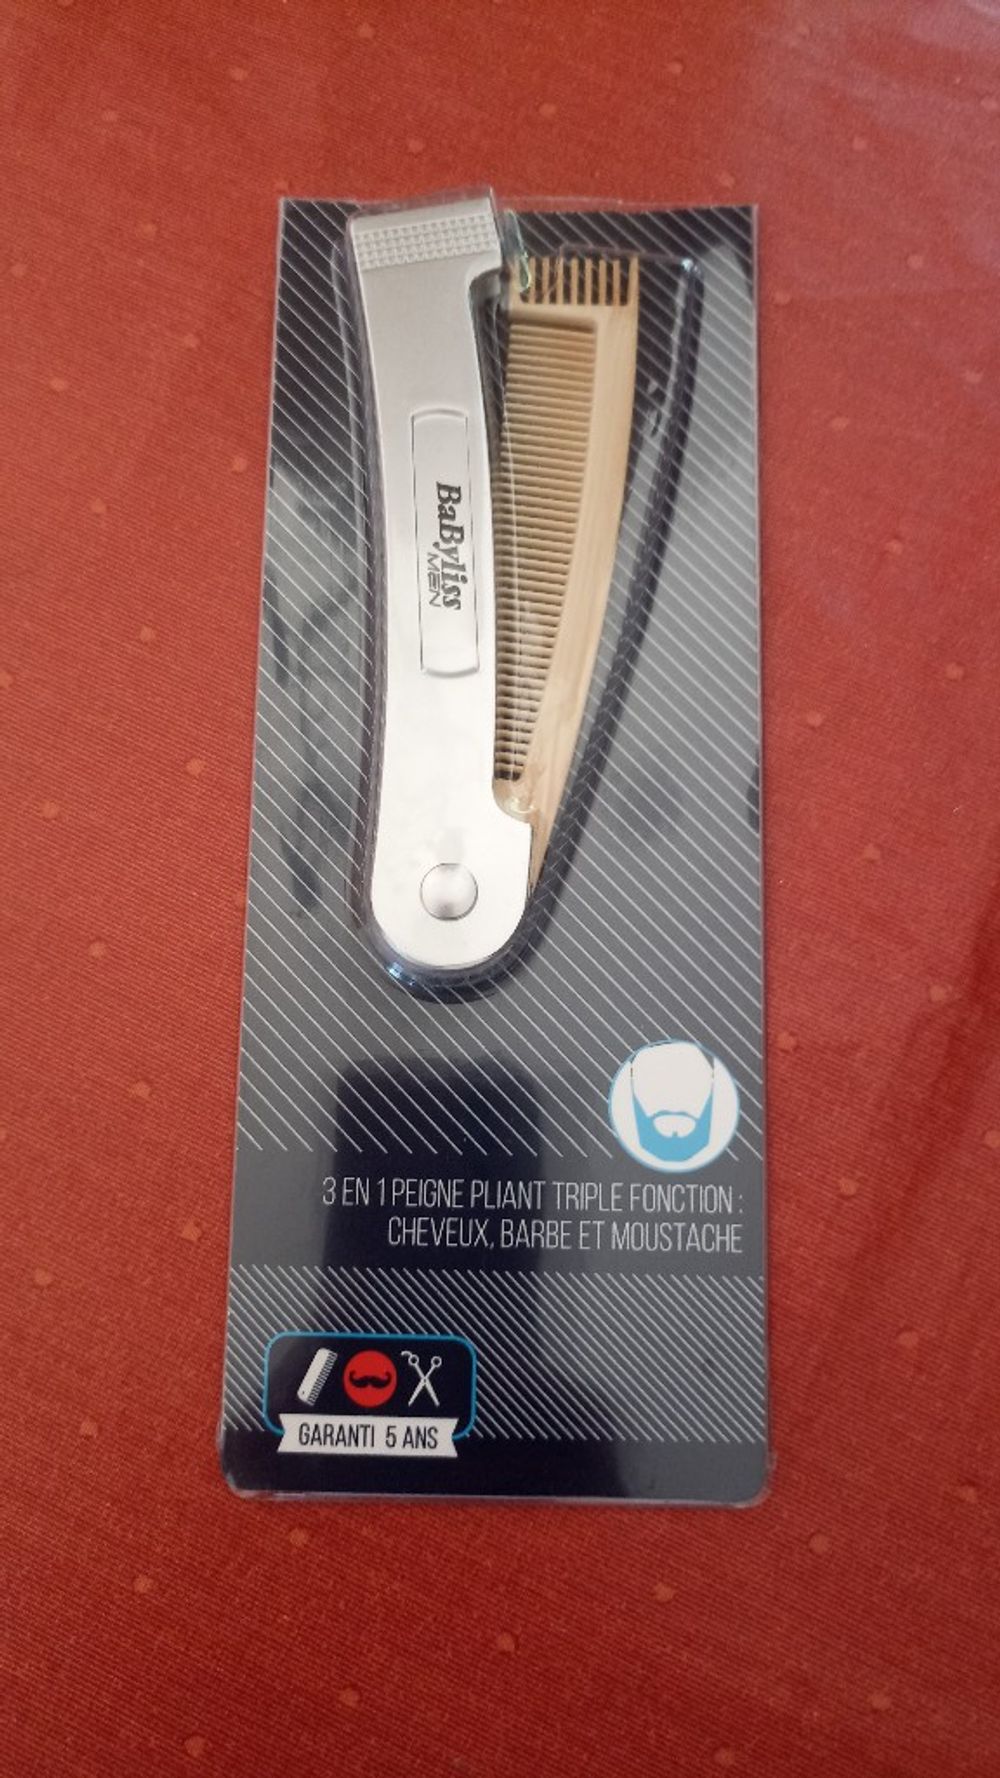 BaByliss
MEN
3 EN 1 PEIGNE PLIANT TRIPLE FONCTION :
CHEVEUX, BARBE ET MOUSTACHE
GARANTI 5 ANS